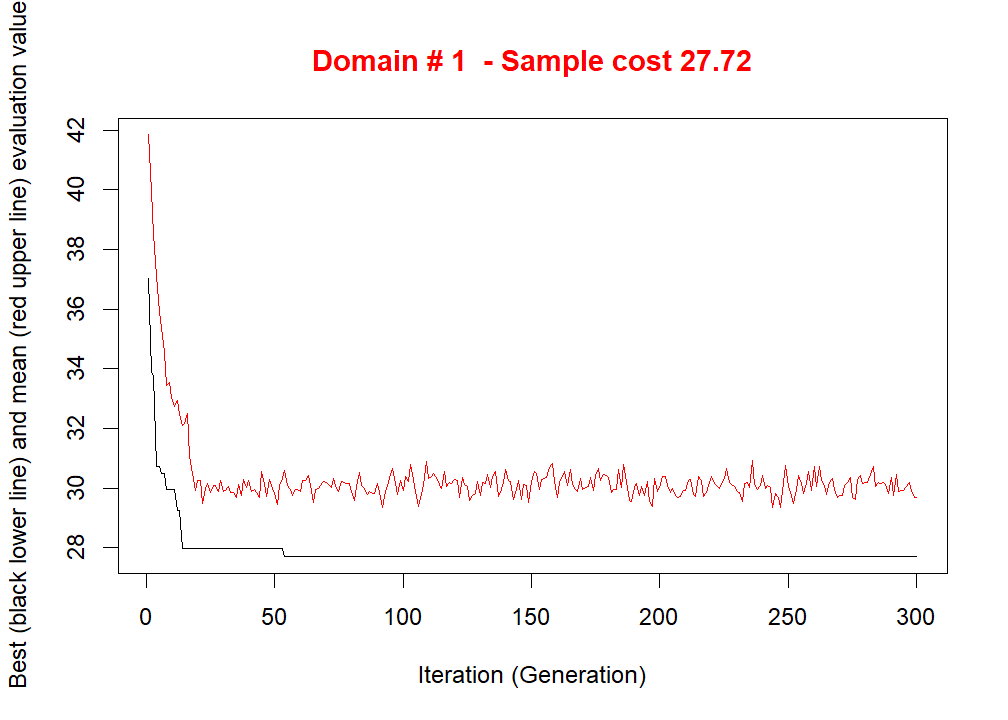 Domain # 1  - Sample cost 27.72
Best (black lower line) and mean (red upper line) evaluation value
42
40
38
36
34
32
30
28
0 50 100 150 200 250 300
Iteration (Generation)